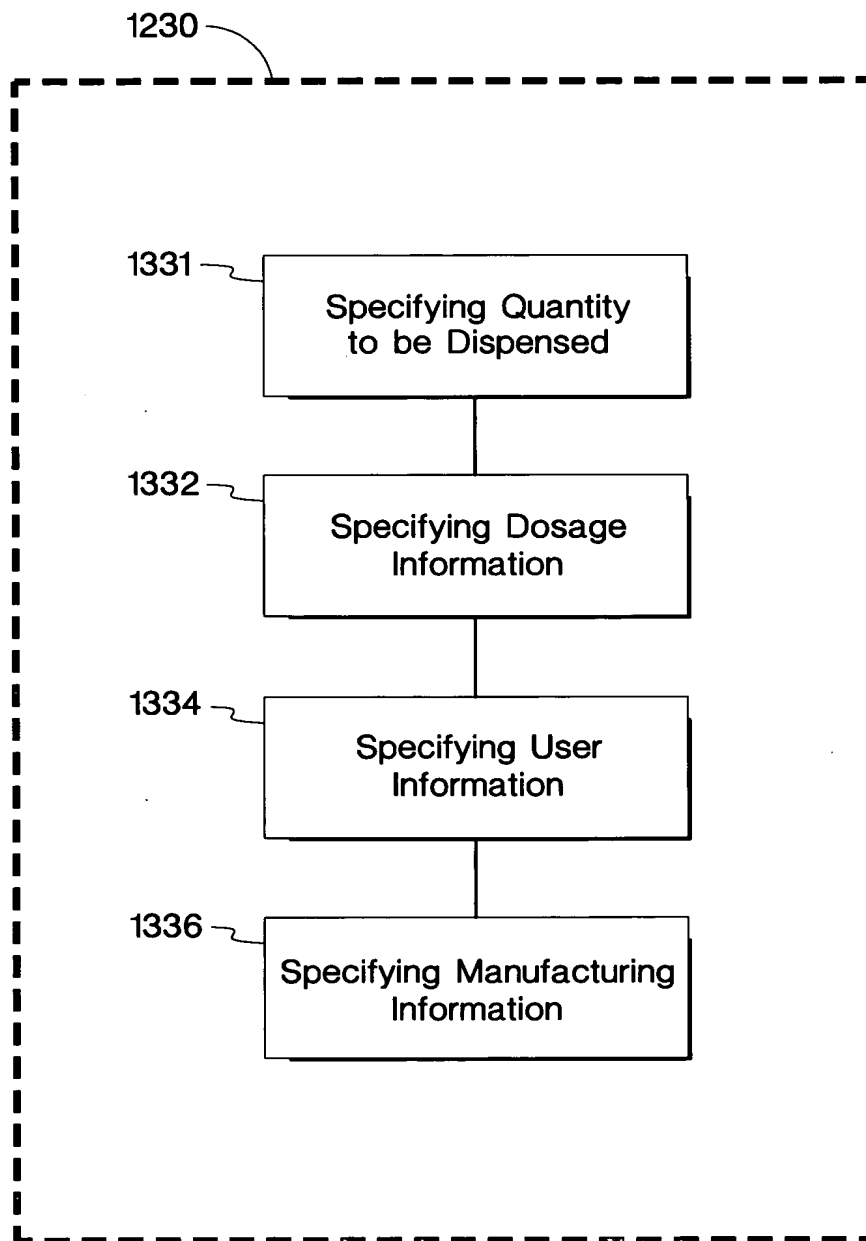 1230
1331
Specifying Quantity
to be Dispensed
1332
Specifying Dosage
Information
1334
Specifying User
Information
1336
Specifying Manufacturing
Information